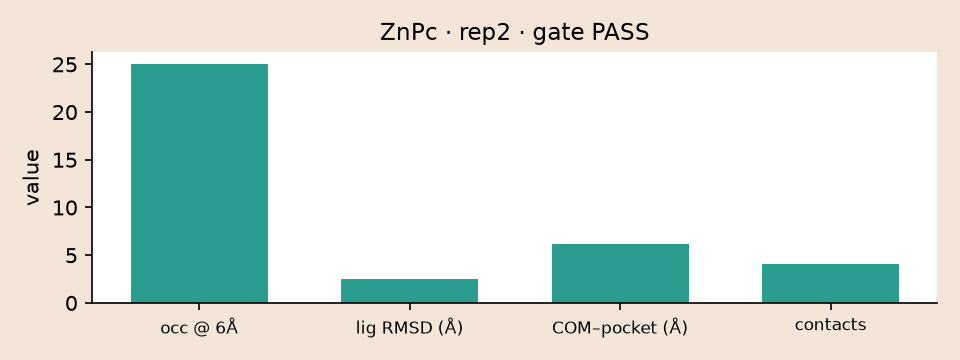 ZnPc · rep2 · gate PASS
value
25
20
15
10
5
0
occ @ 6Å
lig RMSD (Å)
COM–pocket (Å)
contacts